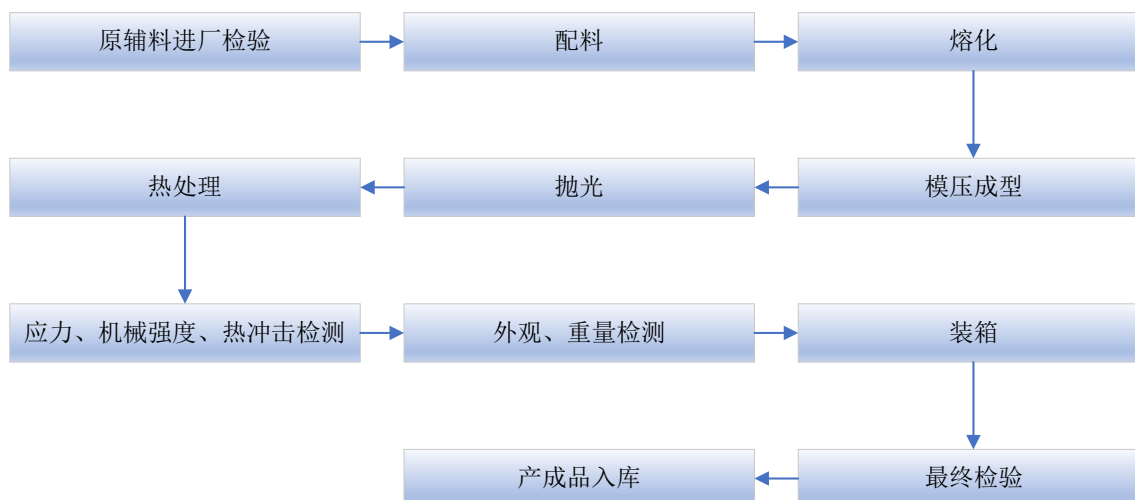 原辅料进厂检验
配料
熔化
模压成型
抛光
热处理
应力、机械强度、热冲击检测
外观、重量检测
装箱
最终检验
产成品入库